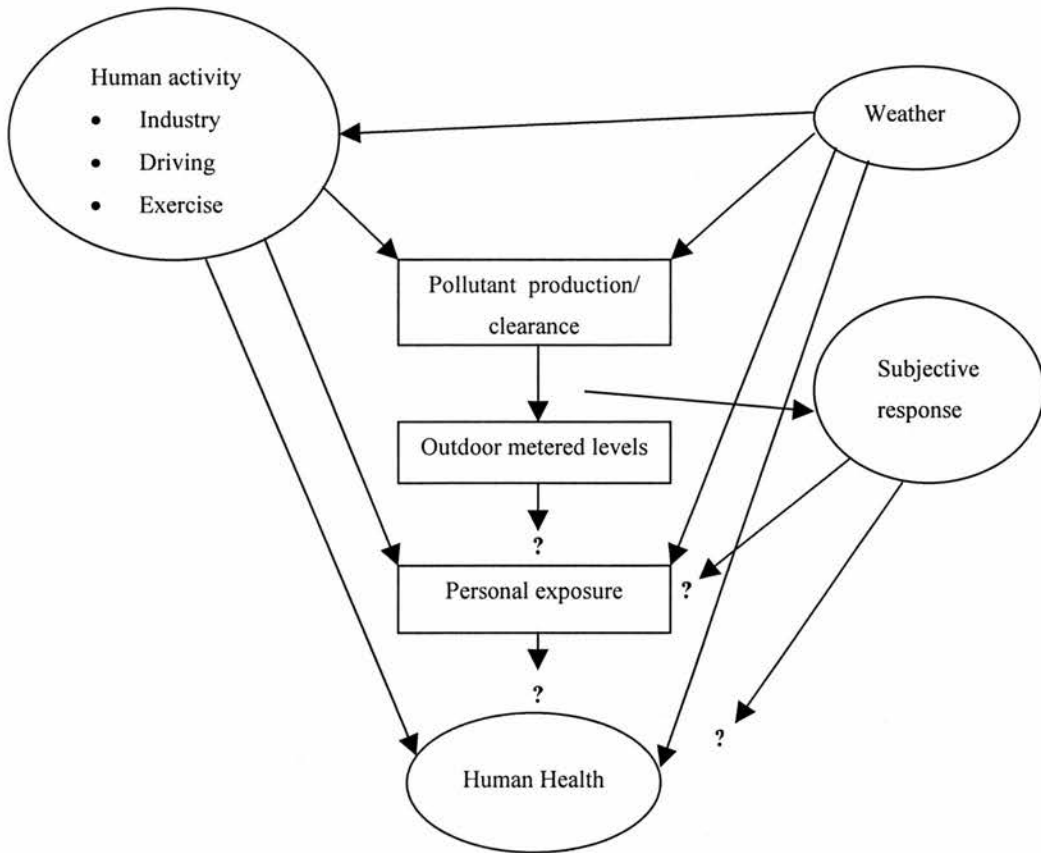 Human activity
• Industry
• Driving
• Exercise
Weather
Pollutant production/
clearance
Subjective
response
Outdoor metered levels
?
Personal exposure
?
?
?
Human Health